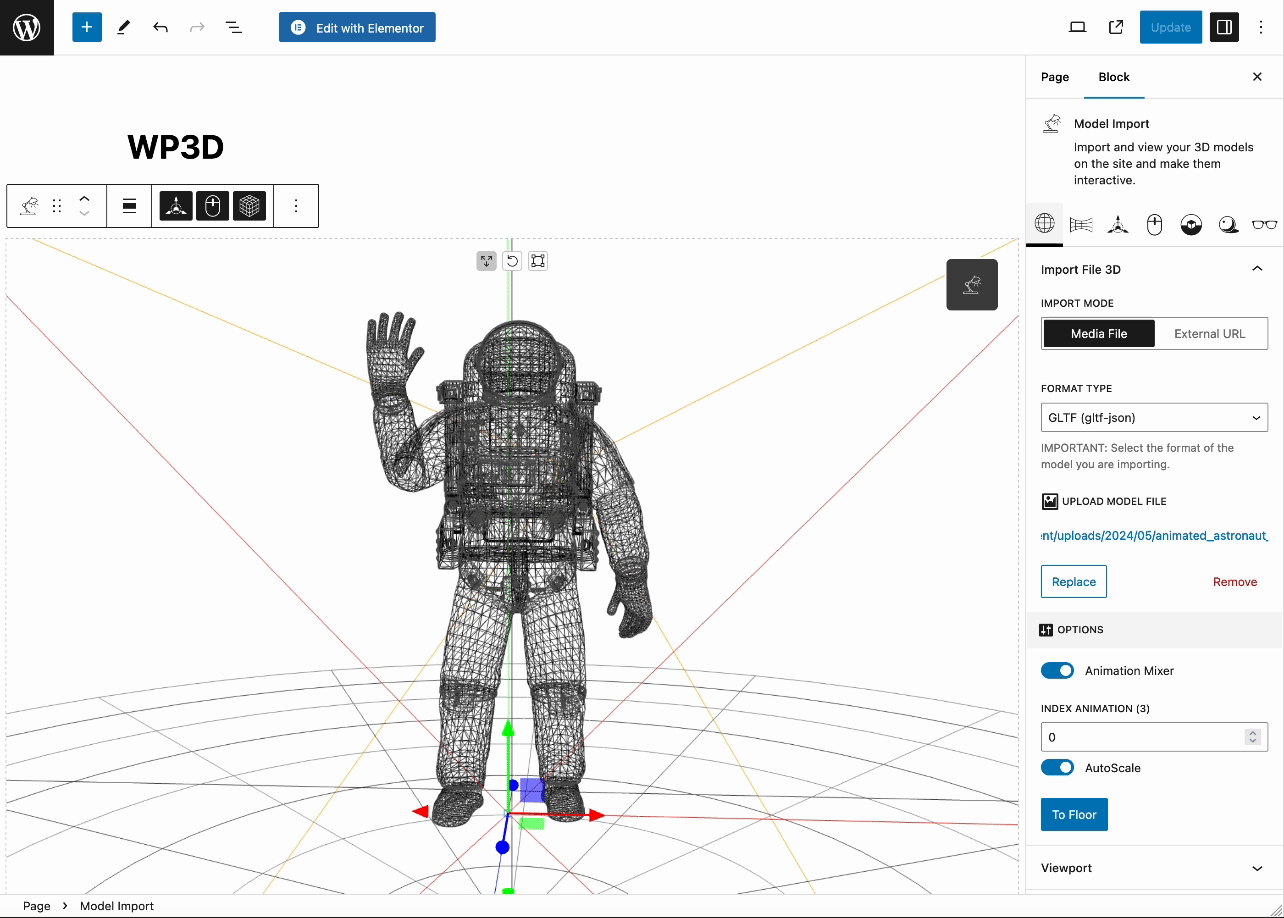 Edit with Elementor
Update
Page
Block
WP3D
Model Import
Import and view your 3D models
on the site and make them
interactive.
Import File 3D
IMPORT MODE
Media File
External URL
FORMAT TYPE
GLTF (gltf-json)
IMPORTANT: Select the format of the
model you are importing.
UPLOAD MODEL FILE
nt/uploads/2024/05/animated_astronaut_
Replace
Remove
OPTIONS
Animation Mixer
INDEX ANIMATION (3)
0
AutoScale
To Floor
Viewport
Page > Model Import